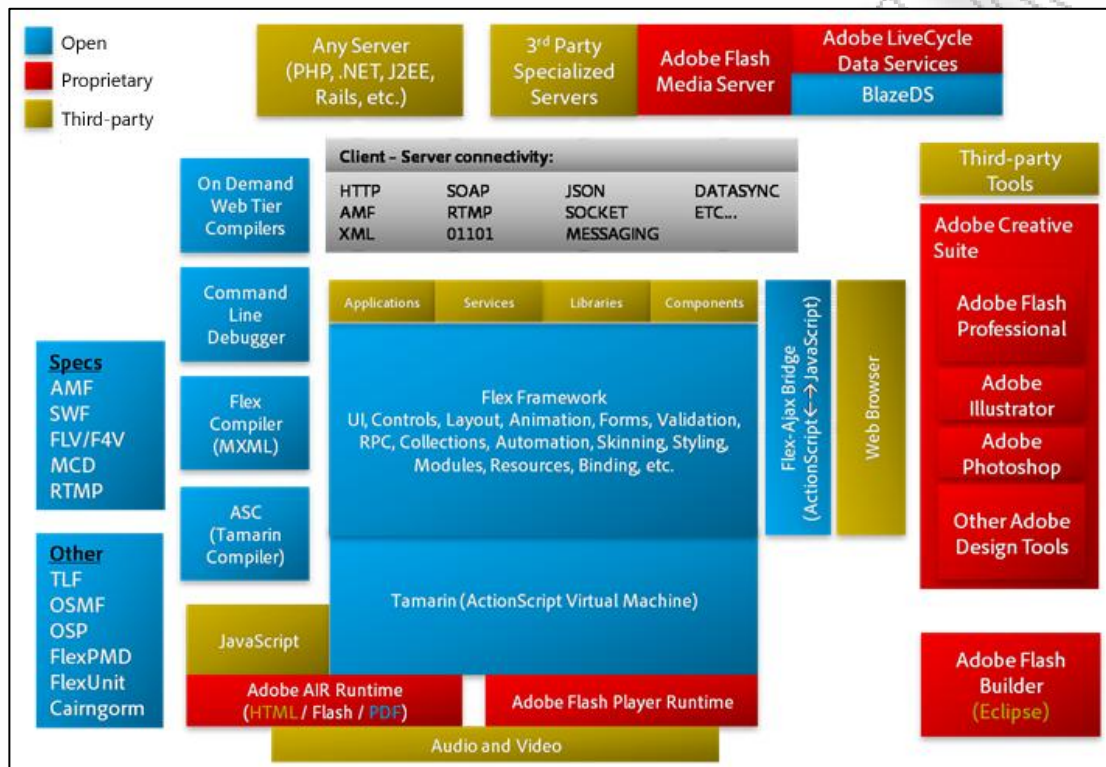 Open
Proprietary
Third-party
Any Server
(PHP, .NET, J2EE,
Rails, etc.)
3rd Party
Specialized
Servers
Adobe Flash
Media Server
Adobe LiveCycle
Data Services
BlazeDS
On Demand
Web Tier
Compilers
Client – Server connectivity:
HTTP SOAP JSON DATASYNC
AMF RTMP SOCKET ETC...
XML 01101 MESSAGING
Third-party
Tools
Adobe Creative
Suite
Adobe Flash
Professional
Adobe
Illustrator
Adobe
Photoshop
Other Adobe
Design Tools
Command
Line
Debugger
Applications
Services
Libraries
Components
Flex Framework
UI, Controls, Layout, Animation, Forms, Validation,
RPC, Collections, Automation, Skinning, Styling,
Modules, Resources, Binding, etc.
Flex-Ajax Bridge
(ActionScript←→JavaScript)
Web Browser
Specs
AMF
SWF
FLV/F4V
MCD
RTMP
Flex
Compiler
(MXML)
ASC
(Tamarin
Compiler)
Other
TLF
OSMF
OSP
FlexPMD
FlexUnit
Cairngorm
Tamarin (ActionScript Virtual Machine)
JavaScript
Adobe AIR Runtime
(HTML / Flash / PDF)
Adobe Flash Player Runtime
Audio and Video
Adobe Flash
Builder
(Eclipse)